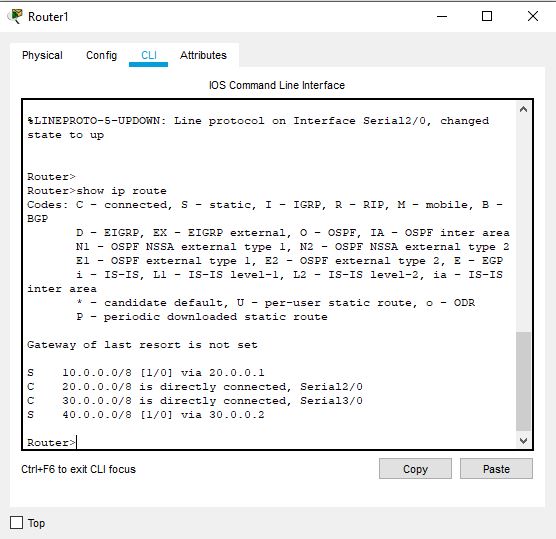 Router1
Physical Config CLI Attributes
IOS Command Line Interface
%LINEPROTO-5-UPDOWN: Line protocol on Interface Serial2/0, changed
state to up
Router>
Router>show ip route
Codes: C - connected, S - static, I - IGRP, R - RIP, M - mobile, B -
BGP
D - EIGRP, EX - EIGRP external, O - OSPF, IA - OSPF inter area
N1 - OSPF NSSA external type 1, N2 - OSPF NSSA external type 2
E1 - OSPF external type 1, E2 - OSPF external type 2, E - EGP
i - IS-IS, L1 - IS-IS level-1, L2 - IS-IS level-2, ia - IS-IS
inter area
* - candidate default, U - per-user static route, o - ODR
P - periodic downloaded static route
Gateway of last resort is not set
S 10.0.0.0/8 [1/0] via 20.0.0.1
C 20.0.0.0/8 is directly connected, Serial2/0
C 30.0.0.0/8 is directly connected, Serial3/0
S 40.0.0.0/8 [1/0] via 30.0.0.2
Router>
Ctrl+F6 to exit CLI focus
Copy Paste
Top